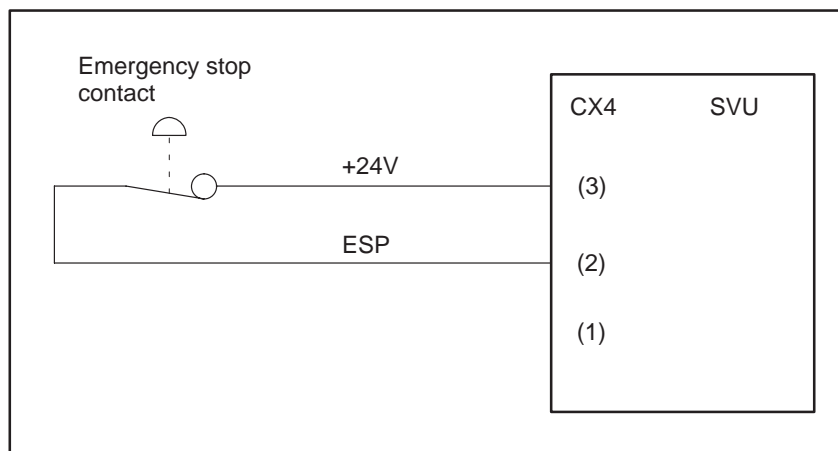 Emergency stop
contact
CX4 SVU
+24V
(3)
ESP
(2)
(1)